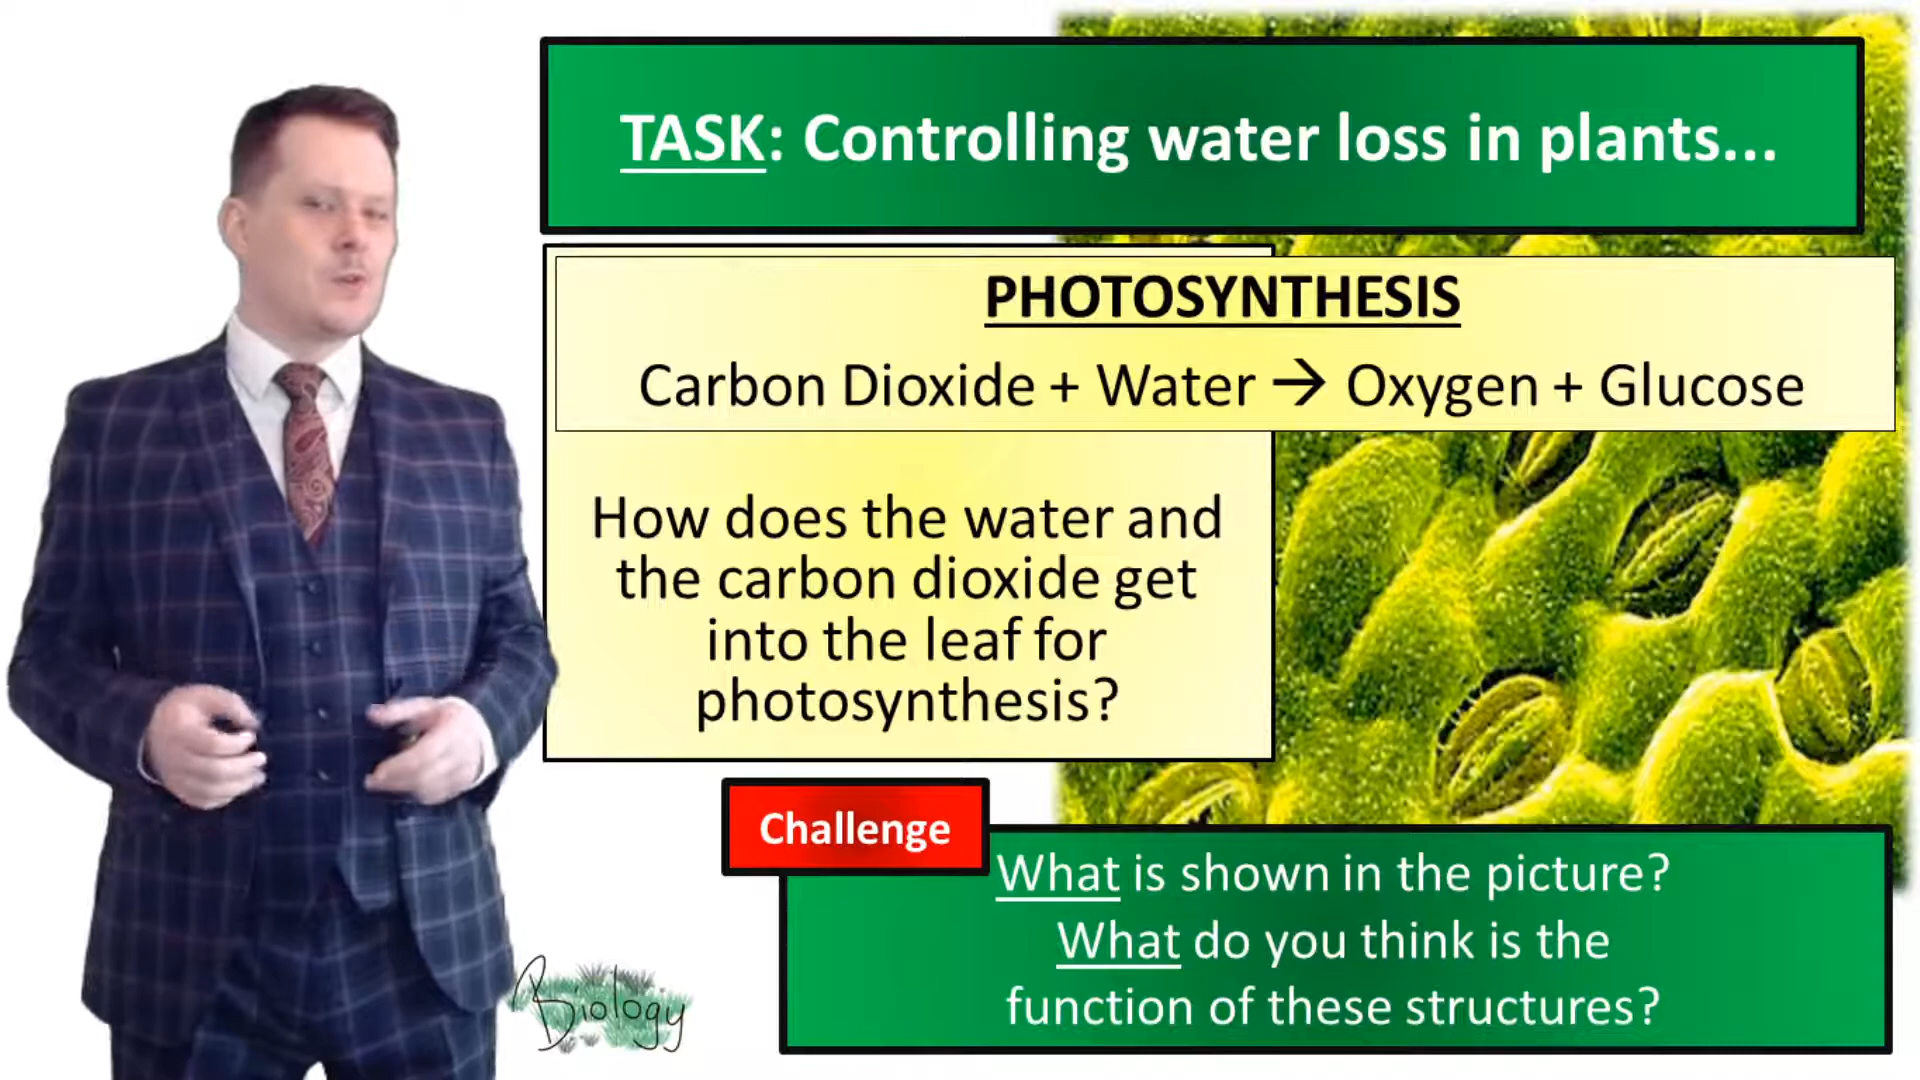 TASK: Controlling water loss in plants...
PHOTOSYNTHESIS
Carbon Dioxide + Water → Oxygen + Glucose
How does the water and
the carbon dioxide get
into the leaf for
photosynthesis?
Challenge
What is shown in the picture?
What do you think is the
function of these structures?
Biology